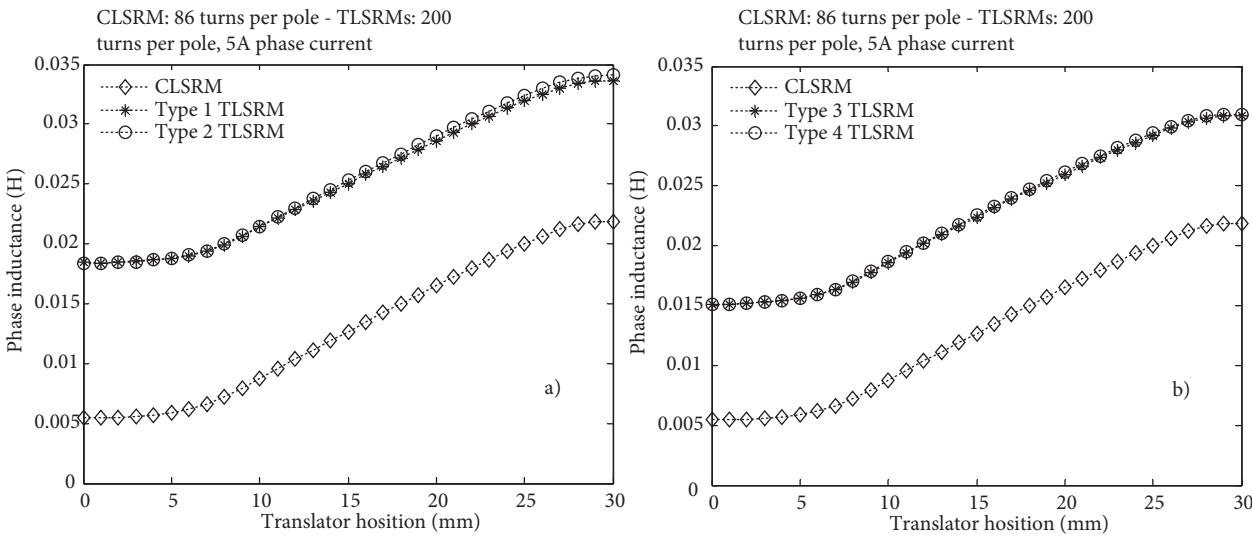 CLSRM: 86 turns per pole - TLSRMs: 200
turns per pole, 5A phase current
0.035
0.03
0.025
0.02
0.015
0.01
0.005
0
Phase inductance (H)
CLSRM
Type 1 TLSRM
Type 2 TLSRM
a)
0 5 10 15 20 25 30
Translator hosition (mm)
CLSRM: 86 turns per pole - TLSRMs: 200
turns per pole, 5A phase current
0.035
0.03
0.025
0.02
0.015
0.01
0.005
0
Phase inductance (H)
CLSRM
Type 3 TLSRM
Type 4 TLSRM
b)
0 5 10 15 20 25 30
Translator hosition (mm)